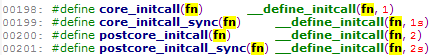 00198: #define core_initcall(fn) __define_initcall(fn, 1)
00199: #define core_initcall_sync(fn) __define_initcall(fn, 1s)
00200: #define postcore_initcall(fn) __define_initcall(fn, 2)
00201: #define postcore_initcall_sync(fn) __define_initcall(fn, 2s)